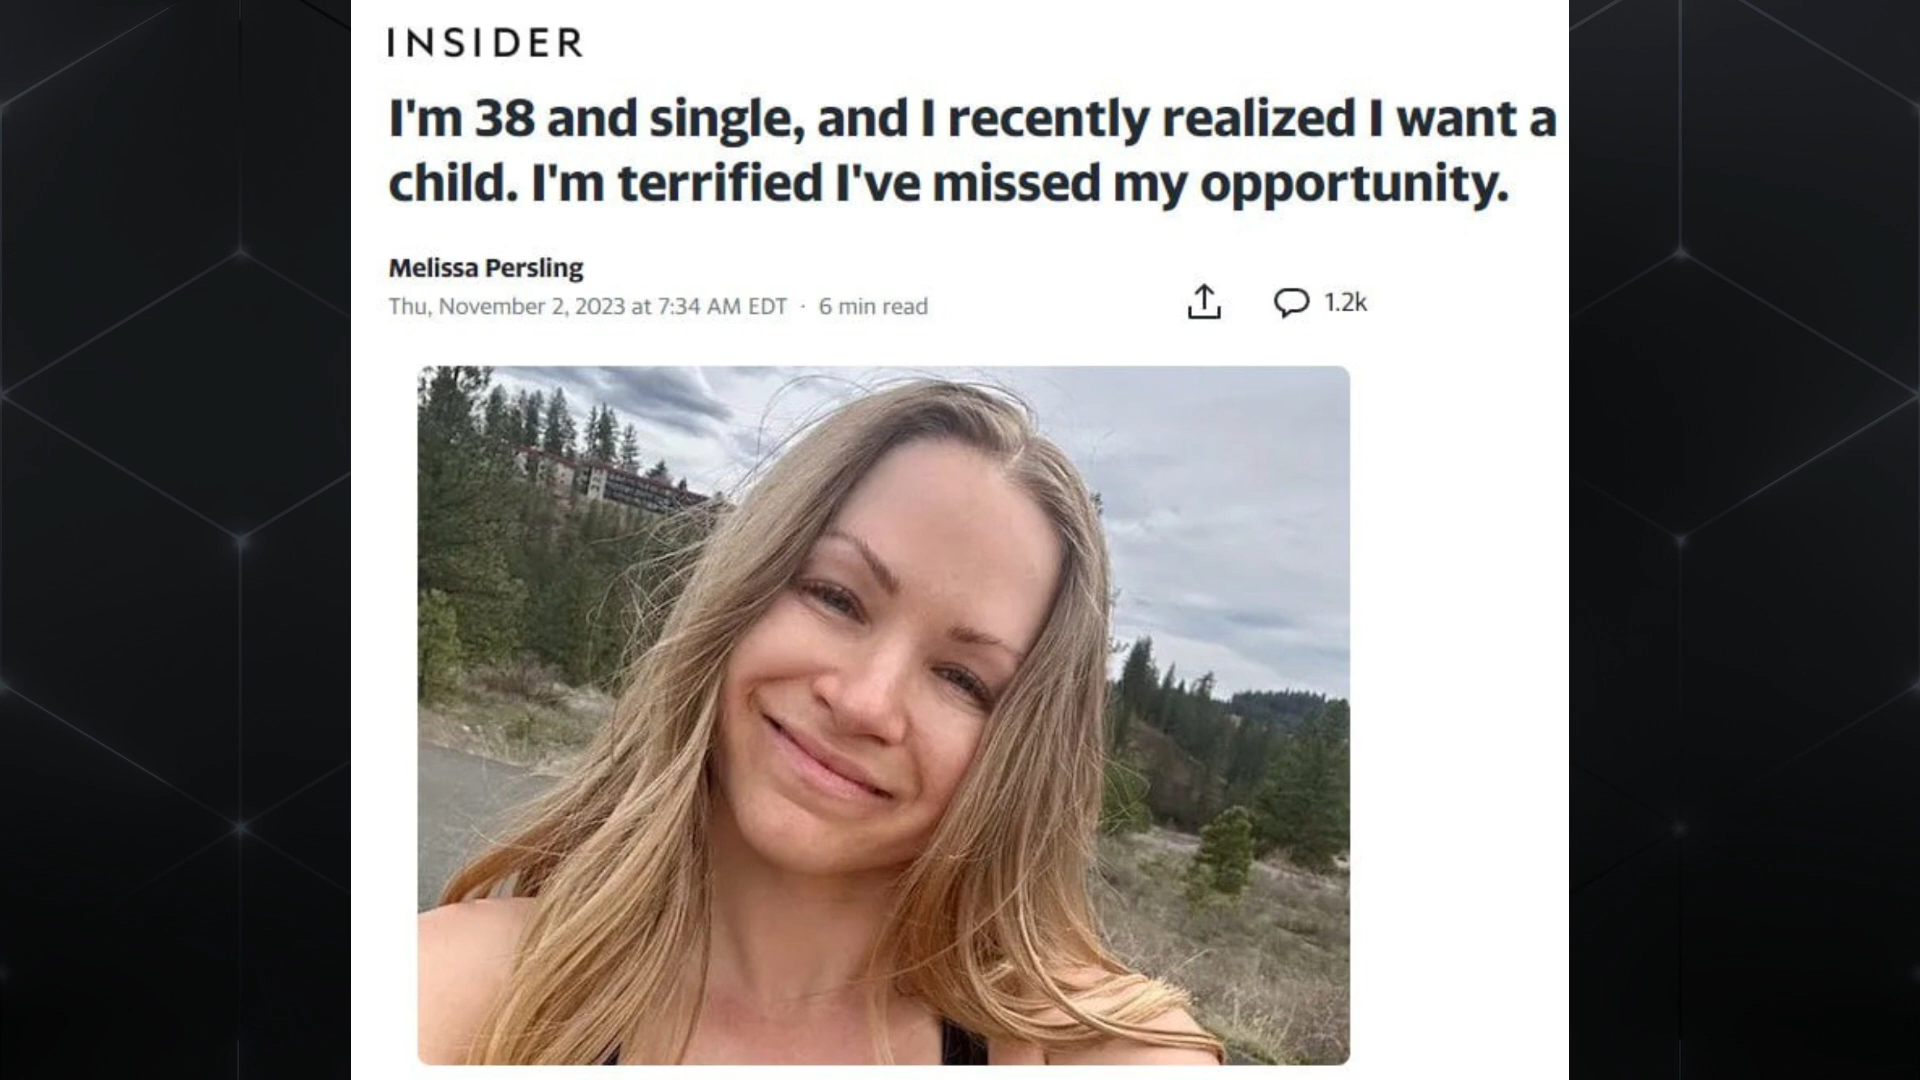 INSIDER
I'm 38 and single, and I recently realized I want a
child. I'm terrified I've missed my opportunity.
Melissa Persling
Thu, November 2, 2023 at 7:34 AM EDT · 6 min read
1.2k